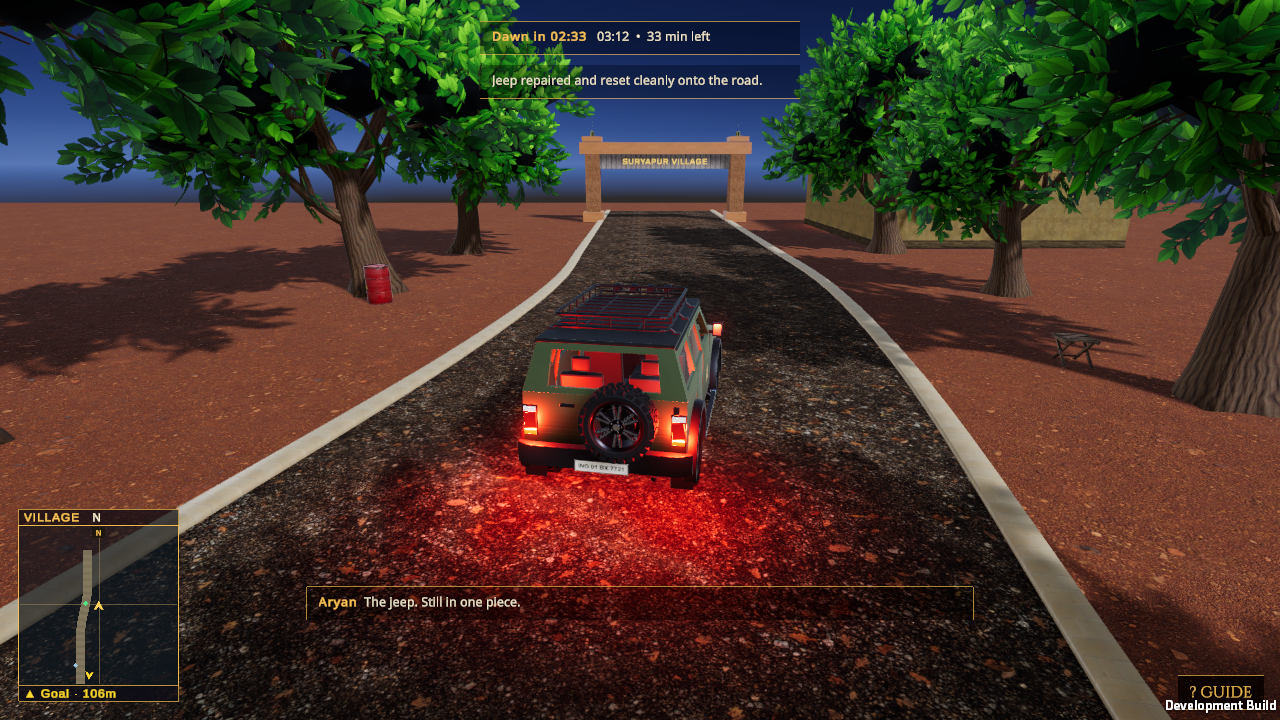 Dawn in 02:33 03:12 • 33 min left
Jeep repaired and reset cleanly onto the road.
SURYAPUR VILLAGE
VILLAGE N
N
▲ Goal · 106m
Aryan The jeep. Still in one piece.
? GUIDE
Development Build